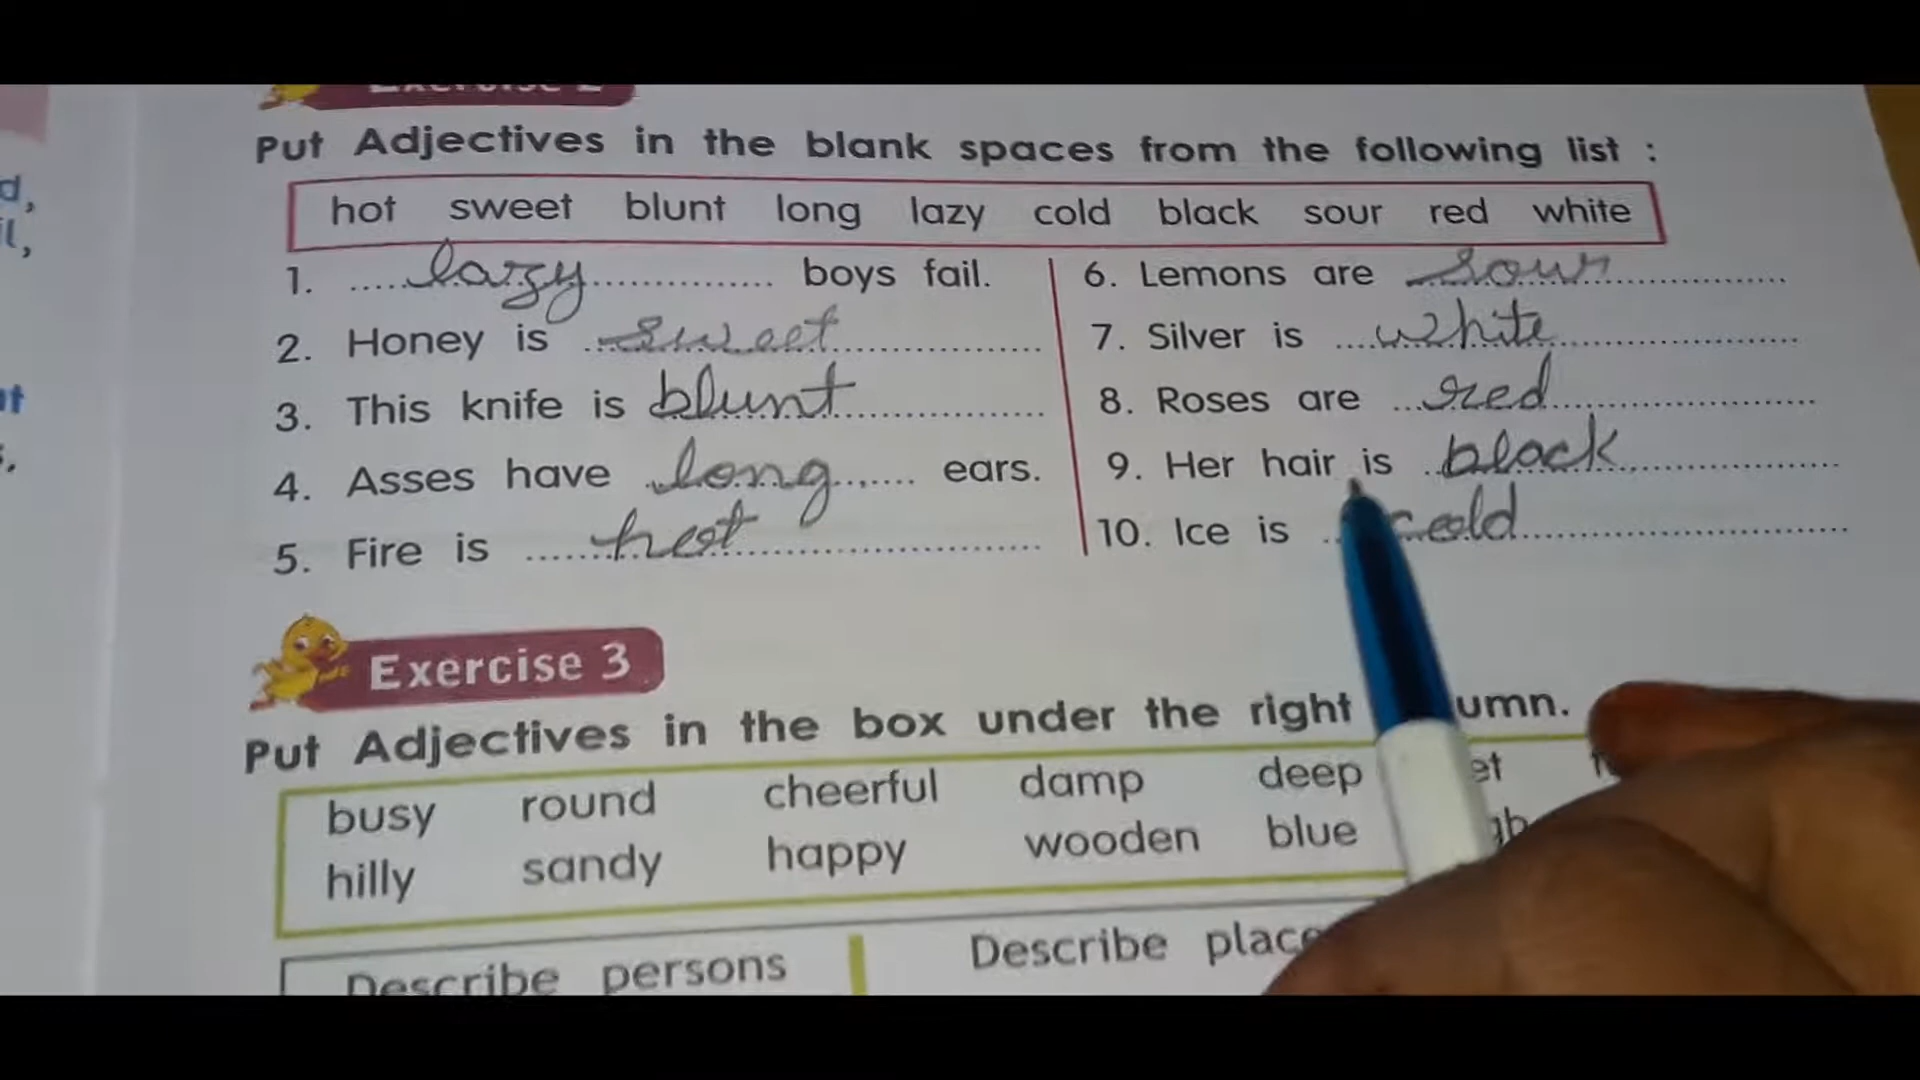 d,
il,
Put Adjectives in the blank spaces from the following list :
hot sweet blunt long lazy cold black sour red white
1. lazy boys fail.
2. Honey is sweet
3. This knife is blunt
4. Asses have long ears.
5. Fire is hot
6. Lemons are sour
7. Silver is white
8. Roses are red
9. Her hair is black
10. Ice is cold
Exercise 3
Put Adjectives in the box under the right umn.
busy round cheerful damp deep et
hilly sandy happy wooden blue
Describe persons
Describe place